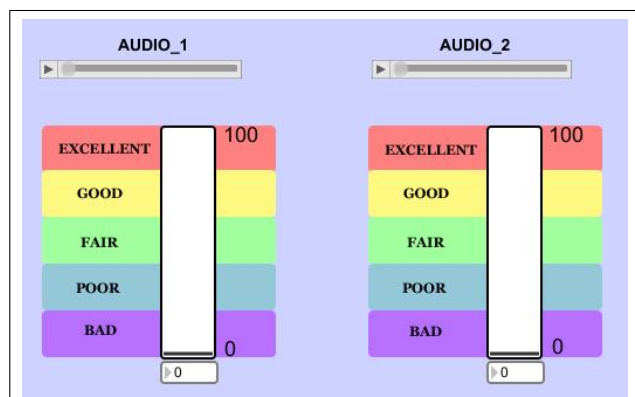 AUDIO_1
EXCELLENT
GOOD
FAIR
POOR
BAD
100
0
0
AUDIO_2
EXCELLENT
GOOD
FAIR
POOR
BAD
100
0
0